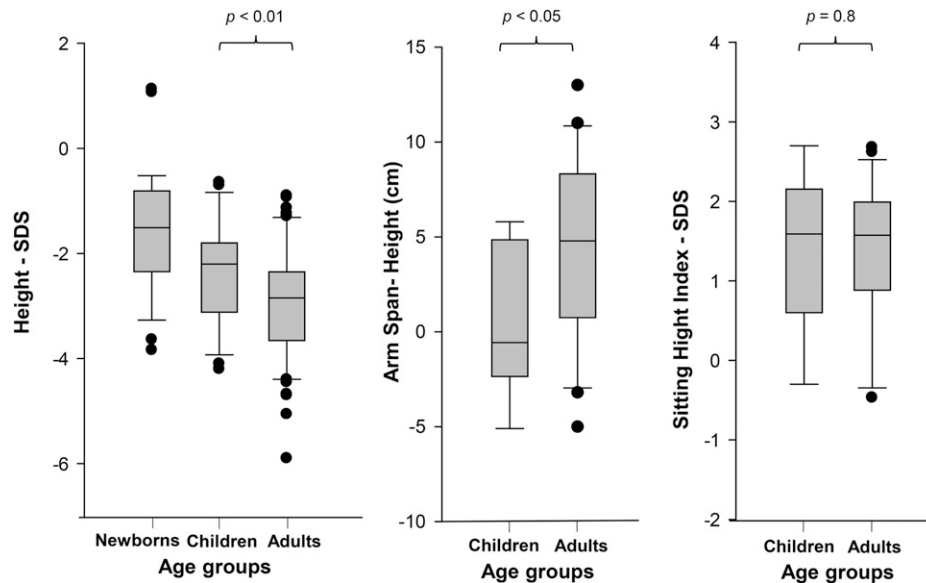 p < 0.01
Height - SDS
2
0
-2
-4
-6
Newborns Children Adults
Age groups
p < 0.05
Arm Span- Height (cm)
15
10
5
0
-5
-10
Children Adults
Age groups
p = 0.8
Sitting Hight Index - SDS
4
3
2
1
0
-1
-2
Children Adults
Age groups